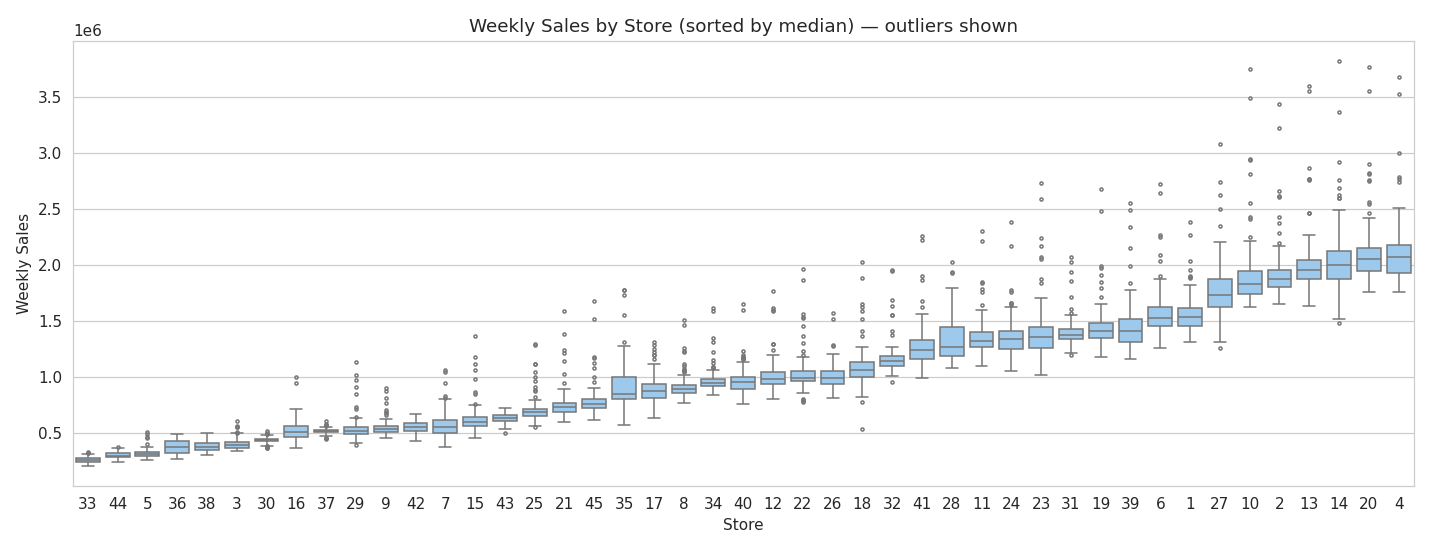 Weekly Sales by Store (sorted by median) — outliers shown
1e6
3.5
3.0
2.5
2.0
1.5
1.0
0.5
Weekly Sales
33 44 5 36 38 3 30 16 37 29 9 42 7 15 43 25 21 45 35 17 8 34 40 12 22 26 18 32 41 28 11 24 23 31 19 39 6 1 27 10 2 13 14 20 4
Store